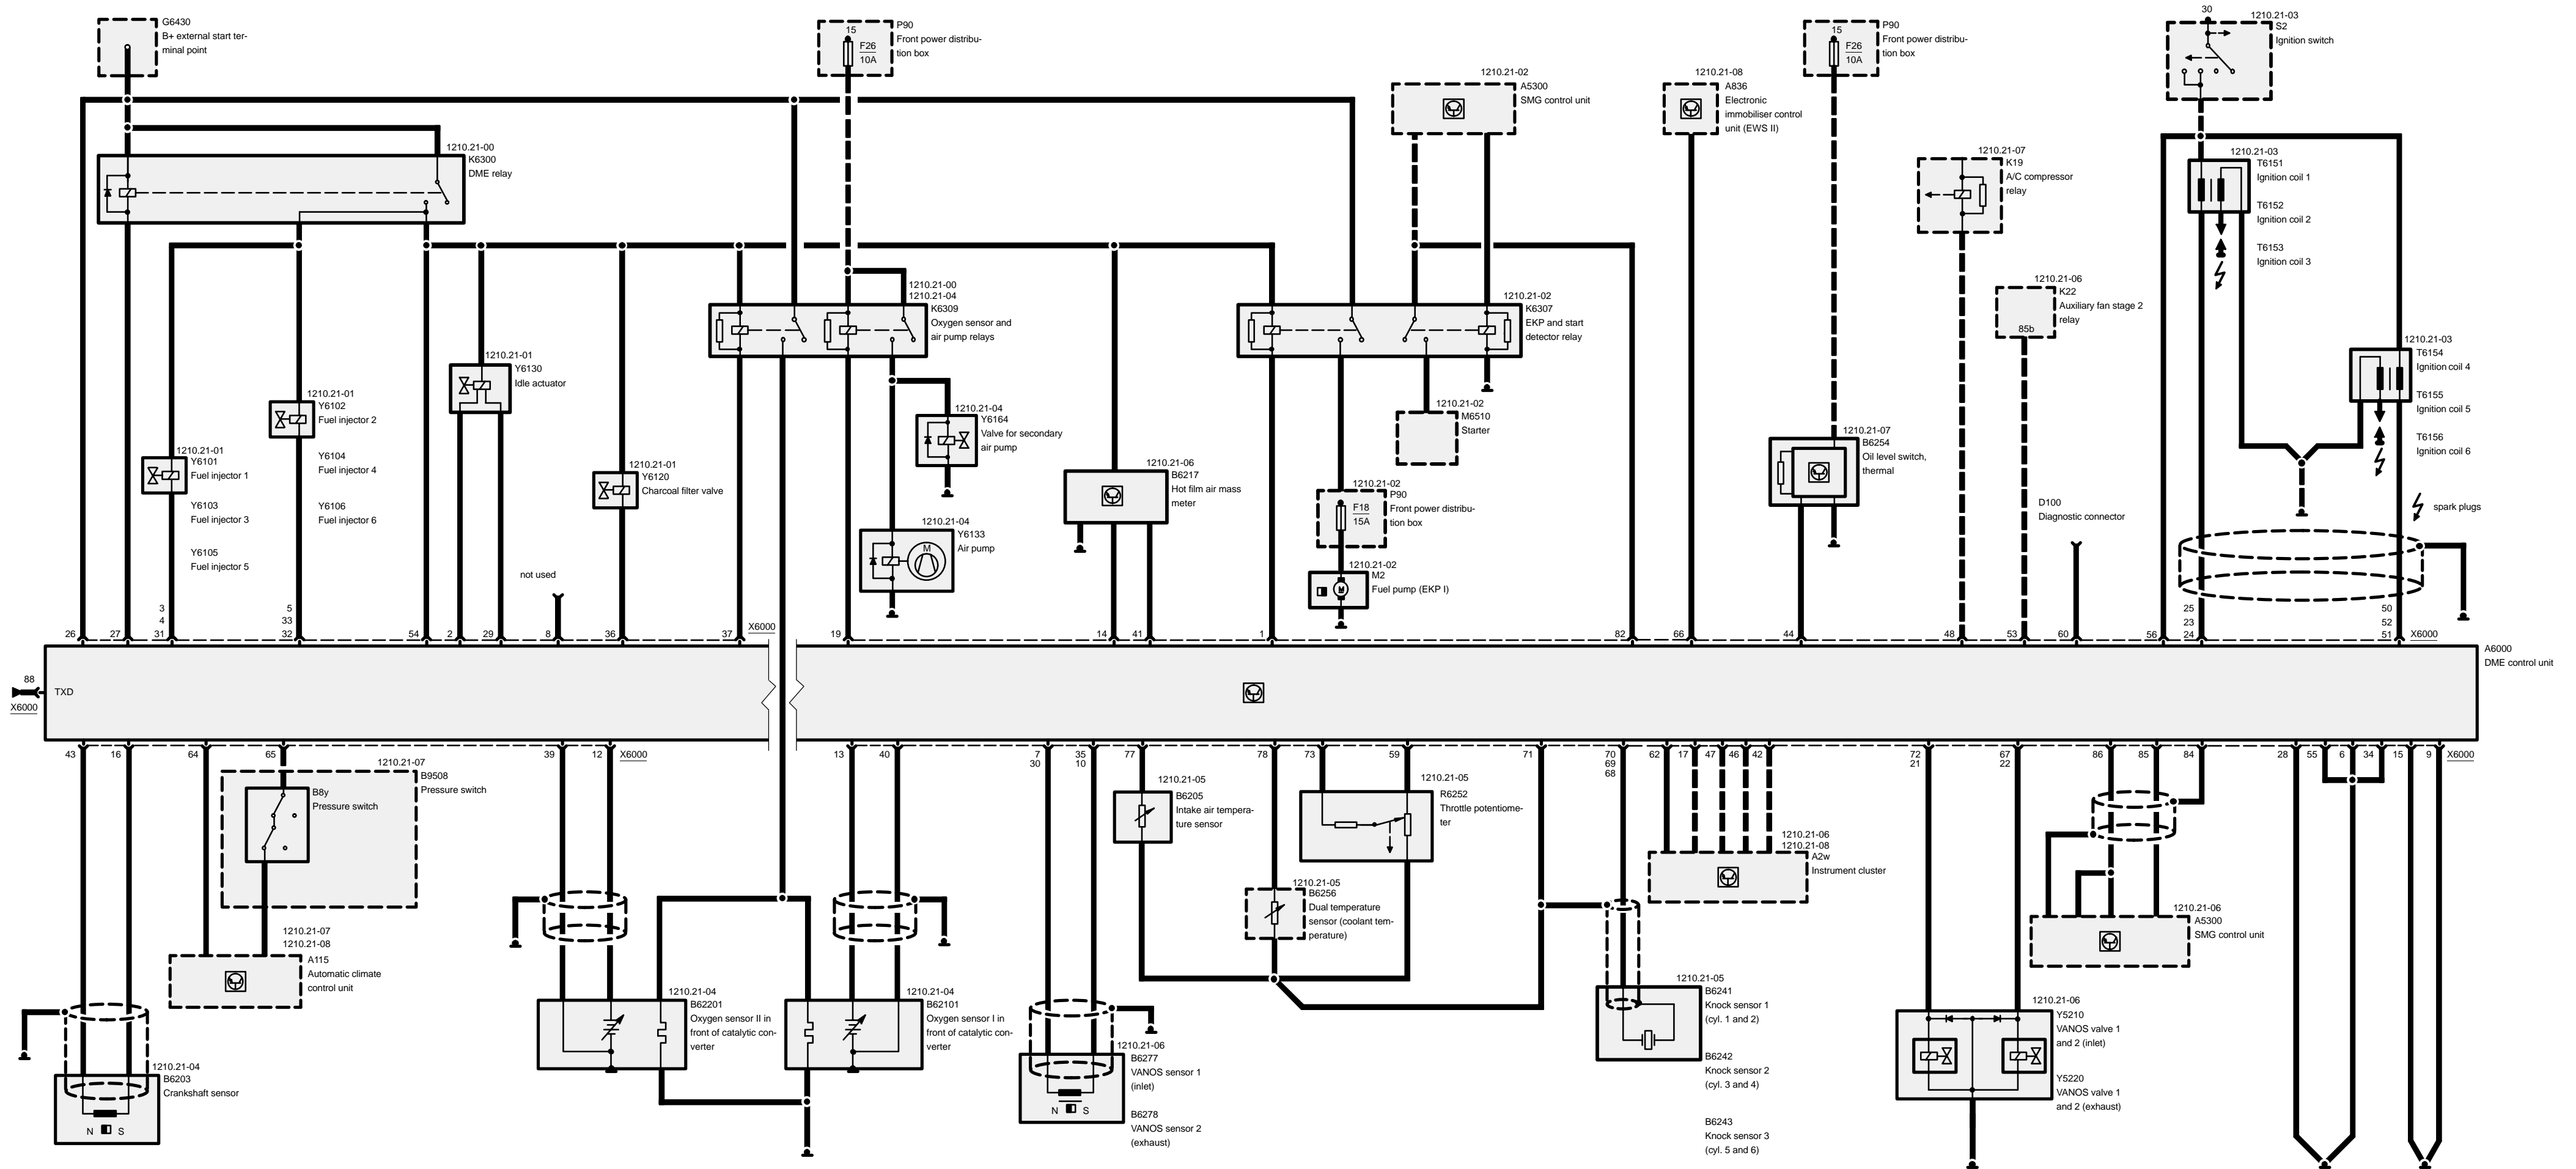 G6430
B+ external start ter-
minal point
15
F26
10A
P90
Front power distribu-
tion box
1210.21-02
A5300
SMG control unit
1210.21-08
A836
Electronic
immobiliser control
unit (EWS II)
15
F26
10A
P90
Front power distribu-
tion box
30
1210.21-03
S2
Ignition switch
1210.21-00
K6300
DME relay
1210.21-07
K19
A/C compressor
relay
1210.21-03
T6151
Ignition coil 1
T6152
Ignition coil 2
T6153
Ignition coil 3
1210.21-00
1210.21-04
K6309
Oxygen sensor and
air pump relays
1210.21-02
K6307
EKP and start
detector relay
1210.21-06
K22
Auxiliary fan stage 2
relay
85b
1210.21-03
T6154
Ignition coil 4
T6155
Ignition coil 5
T6156
Ignition coil 6
1210.21-01
Y6130
Idle actuator
1210.21-01
Y6102
Fuel injector 2
Y6104
Fuel injector 4
Y6106
Fuel injector 6
1210.21-01
Y6101
Fuel injector 1
Y6103
Fuel injector 3
Y6105
Fuel injector 5
1210.21-01
Y6120
Charcoal filter valve
1210.21-04
Y6164
Valve for secondary
air pump
1210.21-04
Y6133
Air pump
M
1210.21-06
B6217
Hot film air mass
meter
1210.21-02
M6510
Starter
1210.21-02
P90
Front power distribu-
tion box
F18
15A
1210.21-02
M2
Fuel pump (EKP I)
M
1210.21-07
B6254
Oil level switch,
thermal
D100
Diagnostic connector
spark plugs
not used
3
4
31
5
33
32
25
23
24
50
52
51
26
27
54
2
29
8
36
37
X6000
19
14
41
1
82
66
44
48
53
60
56
X6000
A6000
DME control unit
88
X6000
TXD
43
16
64
65
39
12
X6000
13
40
7
30
35
10
77
78
73
59
71
70
69
68
62
17
47
46
42
72
21
67
22
86
85
84
28
55
6
34
15
9
X6000
1210.21-07
B9508
Pressure switch
B8y
Pressure switch
1210.21-07
1210.21-08
A115
Automatic climate
control unit
1210.21-05
B6205
Intake air tempera-
ture sensor
1210.21-05
R6252
Throttle potentiome-
ter
1210.21-05
B6256
Dual temperature
sensor (coolant tem-
perature)
1210.21-06
1210.21-08
A2w
Instrument cluster
1210.21-06
A5300
SMG control unit
1210.21-04
B6203
Crankshaft sensor
N S
1210.21-04
B62201
Oxygen sensor II in
front of catalytic con-
verter
1210.21-04
B62101
Oxygen sensor I in
front of catalytic con-
verter
1210.21-06
B6277
VANOS sensor 1
(inlet)
B6278
VANOS sensor 2
(exhaust)
N S
1210.21-05
B6241
Knock sensor 1
(cyl. 1 and 2)
B6242
Knock sensor 2
(cyl. 3 and 4)
B6243
Knock sensor 3
(cyl. 5 and 6)
1210.21-06
Y5210
VANOS valve 1
and 2 (inlet)
Y5220
VANOS valve 1
and 2 (exhaust)